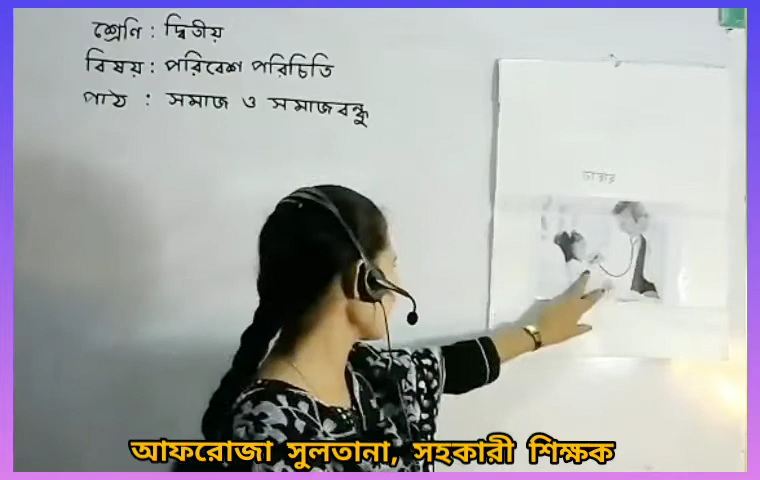 শ্রেণি : দ্বিতীয়
বিষয় : পরিবেশ পরিচিতি
পাঠ : সমাজ ও সমাজবন্ধু
ডাক্তার
আফরোজা সুলতানা, সহকারী শিক্ষক